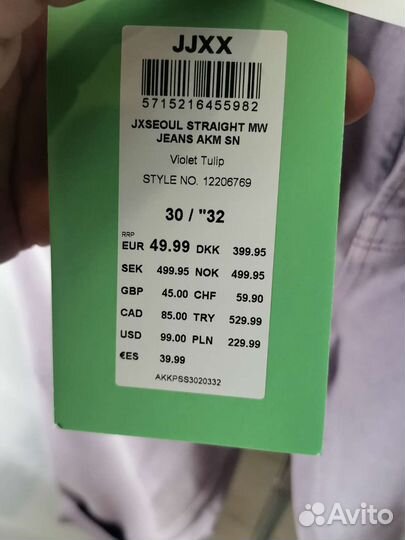 JJXX
5715216455982
JXSEOUL STRAIGHT MW
JEANS AKM SN
Violet Tulip
STYLE NO. 12206769
30 / "32
RRP
EUR 49.99 DKK 399.95
SEK 499.95 NOK 499.95
GBP 45.00 CHF 59.90
CAD 85.00 TRY 529.99
USD 99.00 PLN 229.99
€ES 39.99
AKKPSS3020332
Avito